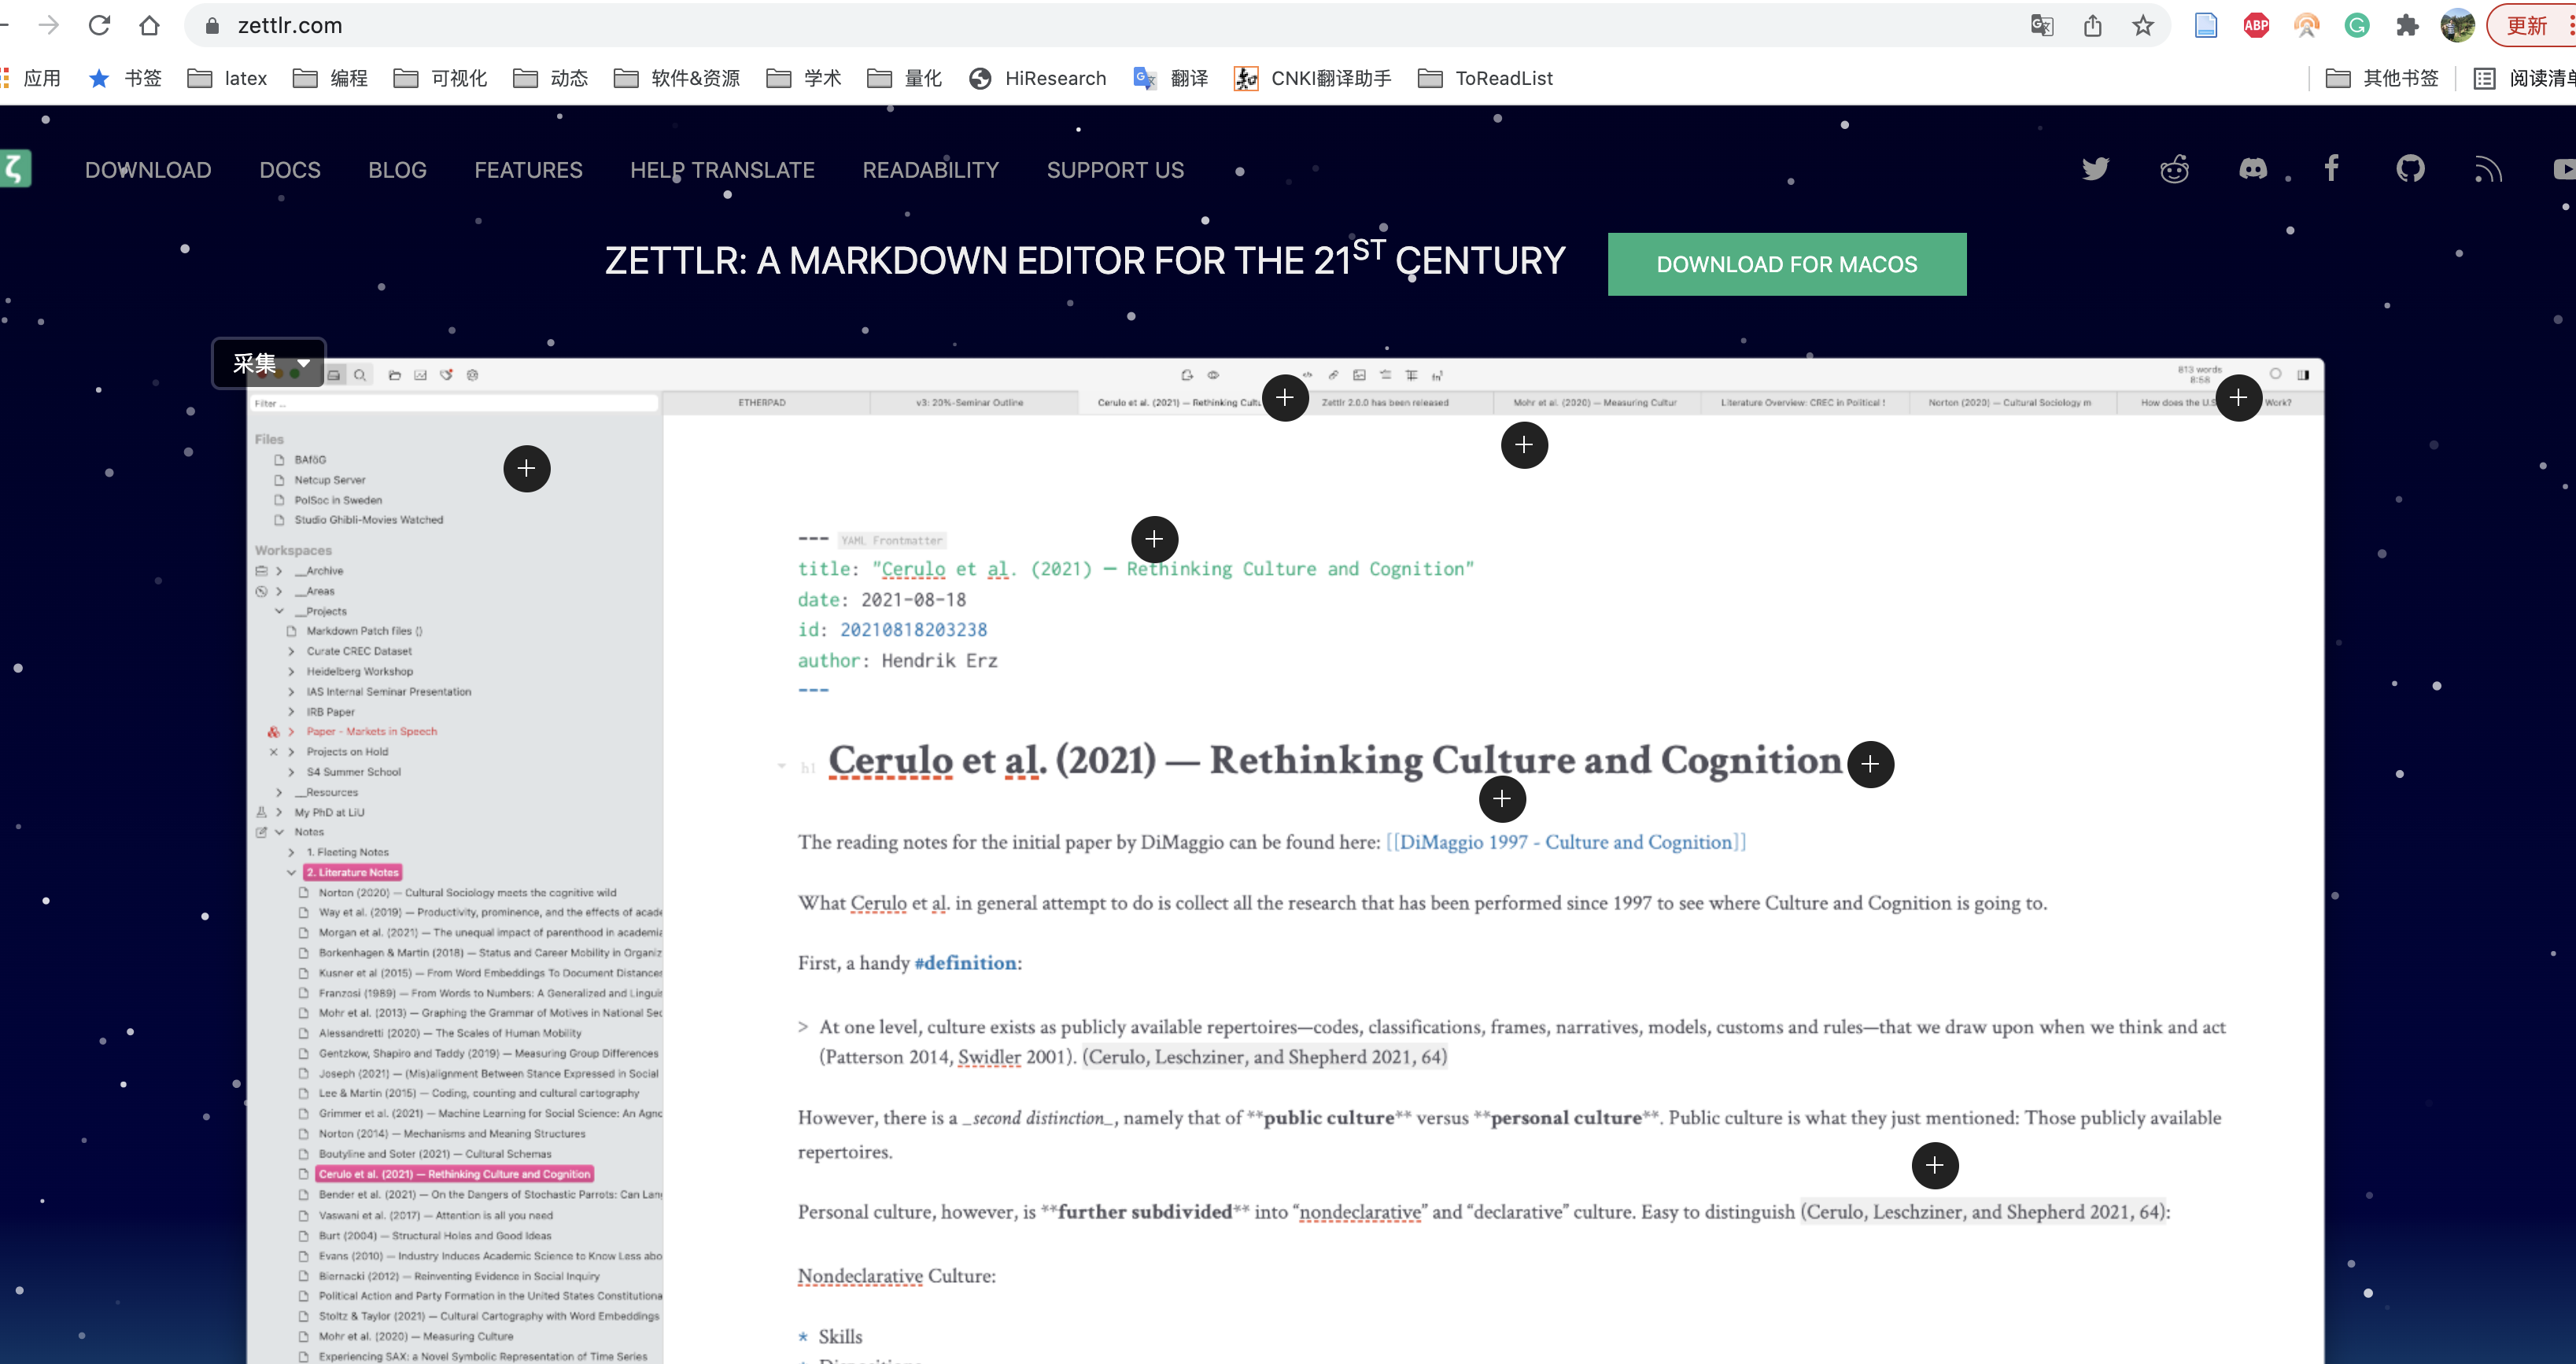 zettlr.com
更新
应用
书签
latex
编程
可视化
动态
软件&资源
学术
量化
HiResearch
翻译
CNKI翻译助手
ToReadList
其他书签
ABP
DOWNLOAD
DOCS
BLOG
FEATURES
HELP TRANSLATE
READABILITY
SUPPORT US
ZETTLR: A MARKDOWN EDITOR FOR THE 21ST CENTURY
DOWNLOAD FOR MACOS
采集
813 words
8:58
Filter ...
ETHERPAD
v3: 20%-Seminar Outline
Cerulo et al. (2021) — Rethinking
Zettlr 2.0.0 has been released
Mohr et al. (2020) — Measuring Cultur
Literature Overview: CREC in Political
Norton (2020) — Cultural Sociology m
How does the U.S
Work?
Files
BAföG
Netcup Server
PolSoc in Sweden
Studio Ghibli-Movies Watched
Workspaces
__Archive
__Areas
__Projects
Markdown Patch files ()
Curate CREC Dataset
Heidelberg Workshop
IAS Internal Seminar Presentation
IRB Paper
Paper - Markets in Speech
Projects on Hold
S4 Summer School
__Resources
My PhD at LiU
Notes
1. Fleeting Notes
2. Literature Notes
Norton (2020) — Cultural Sociology meets the cognitive wild
Way et al. (2019) — Productivity, prominence, and the effects of acade
Morgan et al. (2021) — The unequal impact of parenthood in academia
Borkenhagen & Martin (2018) — Status and Career Mobility in Organiz
Kusner et al (2015) — From Word Embeddings To Document Distances
Franzosi (1989) — From Words to Numbers: A Generalized and Linguis
Mohr et al. (2013) — Graphing the Grammar of Motives in National Sec
Alessandretti (2020) — The Scales of Human Mobility
Gentzkow, Shapiro and Taddy (2019) — Measuring Group Differences
Joseph (2021) — (Mis)alignment Between Stance Expressed in Social
Lee & Martin (2015) — Coding, counting and cultural cartography
Grimmer et al. (2021) — Machine Learning for Social Science: An Agno
Norton (2014) — Mechanisms and Meaning Structures
Boutyline and Soter (2021) — Cultural Schemas
Cerulo et al. (2021) — Rethinking Culture and Cognition
Bender et al. (2021) — On the Dangers of Stochastic Parrots: Can Lan
Vaswani et al. (2017) — Attention is all you need
Burt (2004) — Structural Holes and Good Ideas
Evans (2010) — Industry Induces Academic Science to Know Less abo
Biernacki (2012) — Reinventing Evidence in Social Inquiry
Political Action and Party Formation in the United States Constitutiona
Stoltz & Taylor (2021) — Cultural Cartography with Word Embeddings
Mohr et al. (2020) — Measuring Culture
Experiencing SAX: a Novel Symbolic Representation of Time Series
--- YAML Frontmatter
title: "Cerulo et al. (2021) — Rethinking Culture and Cognition"
date: 2021-08-18
id: 20210818203238
author: Hendrik Erz
---
h1 Cerulo et al. (2021) — Rethinking Culture and Cognition
The reading notes for the initial paper by DiMaggio can be found here: [[DiMaggio 1997 - Culture and Cognition]]
What Cerulo et al. in general attempt to do is collect all the research that has been performed since 1997 to see where Culture and Cognition is going to.
First, a handy #definition:
> At one level, culture exists as publicly available repertoires—codes, classifications, frames, narratives, models, customs and rules—that we draw upon when we think and act
(Patterson 2014, Swidler 2001). (Cerulo, Leschziner, and Shepherd 2021, 64)
However, there is a _second distinction_, namely that of **public culture** versus **personal culture**. Public culture is what they just mentioned: Those publicly available
repertoires.
Personal culture, however, is **further subdivided** into “nondeclarative” and “declarative” culture. Easy to distinguish (Cerulo, Leschziner, and Shepherd 2021, 64):
Nondeclarative Culture:
* Skills